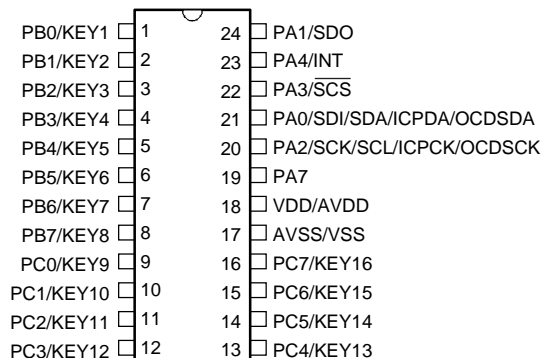 PB0/KEY1 1 24 PA1/SDO
PB1/KEY2 2 23 PA4/INT
PB2/KEY3 3 22 PA3/SCS
PB3/KEY4 4 21 PA0/SDI/SDA/ICPDA/OCDSDA
PB4/KEY5 5 20 PA2/SCK/SCL/ICPCK/OCDSCK
PB5/KEY6 6 19 PA7
PB6/KEY7 7 18 VDD/AVDD
PB7/KEY8 8 17 AVSS/VSS
PC0/KEY9 9 16 PC7/KEY16
PC1/KEY10 10 15 PC6/KEY15
PC2/KEY11 11 14 PC5/KEY14
PC3/KEY12 12 13 PC4/KEY13